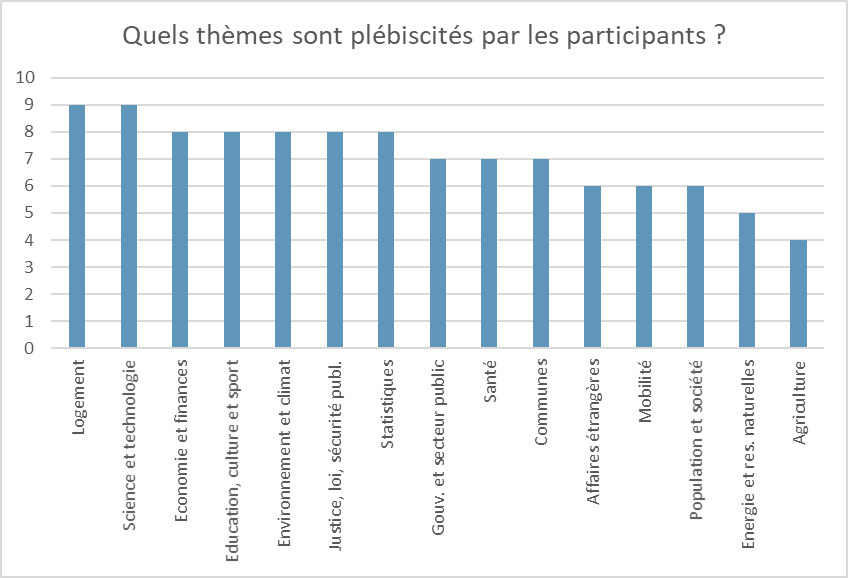 Quels thèmes sont plébiscités par les participants ?
10
9
8
7
6
5
4
3
2
1
0
Logement
Science et technologie
Economie et finances
Education, culture et sport
Environnement et climat
Justice, loi, sécurité publ.
Statistiques
Gouv. et secteur public
Santé
Communes
Affaires étrangères
Mobilité
Population et société
Energie et res. naturelles
Agriculture